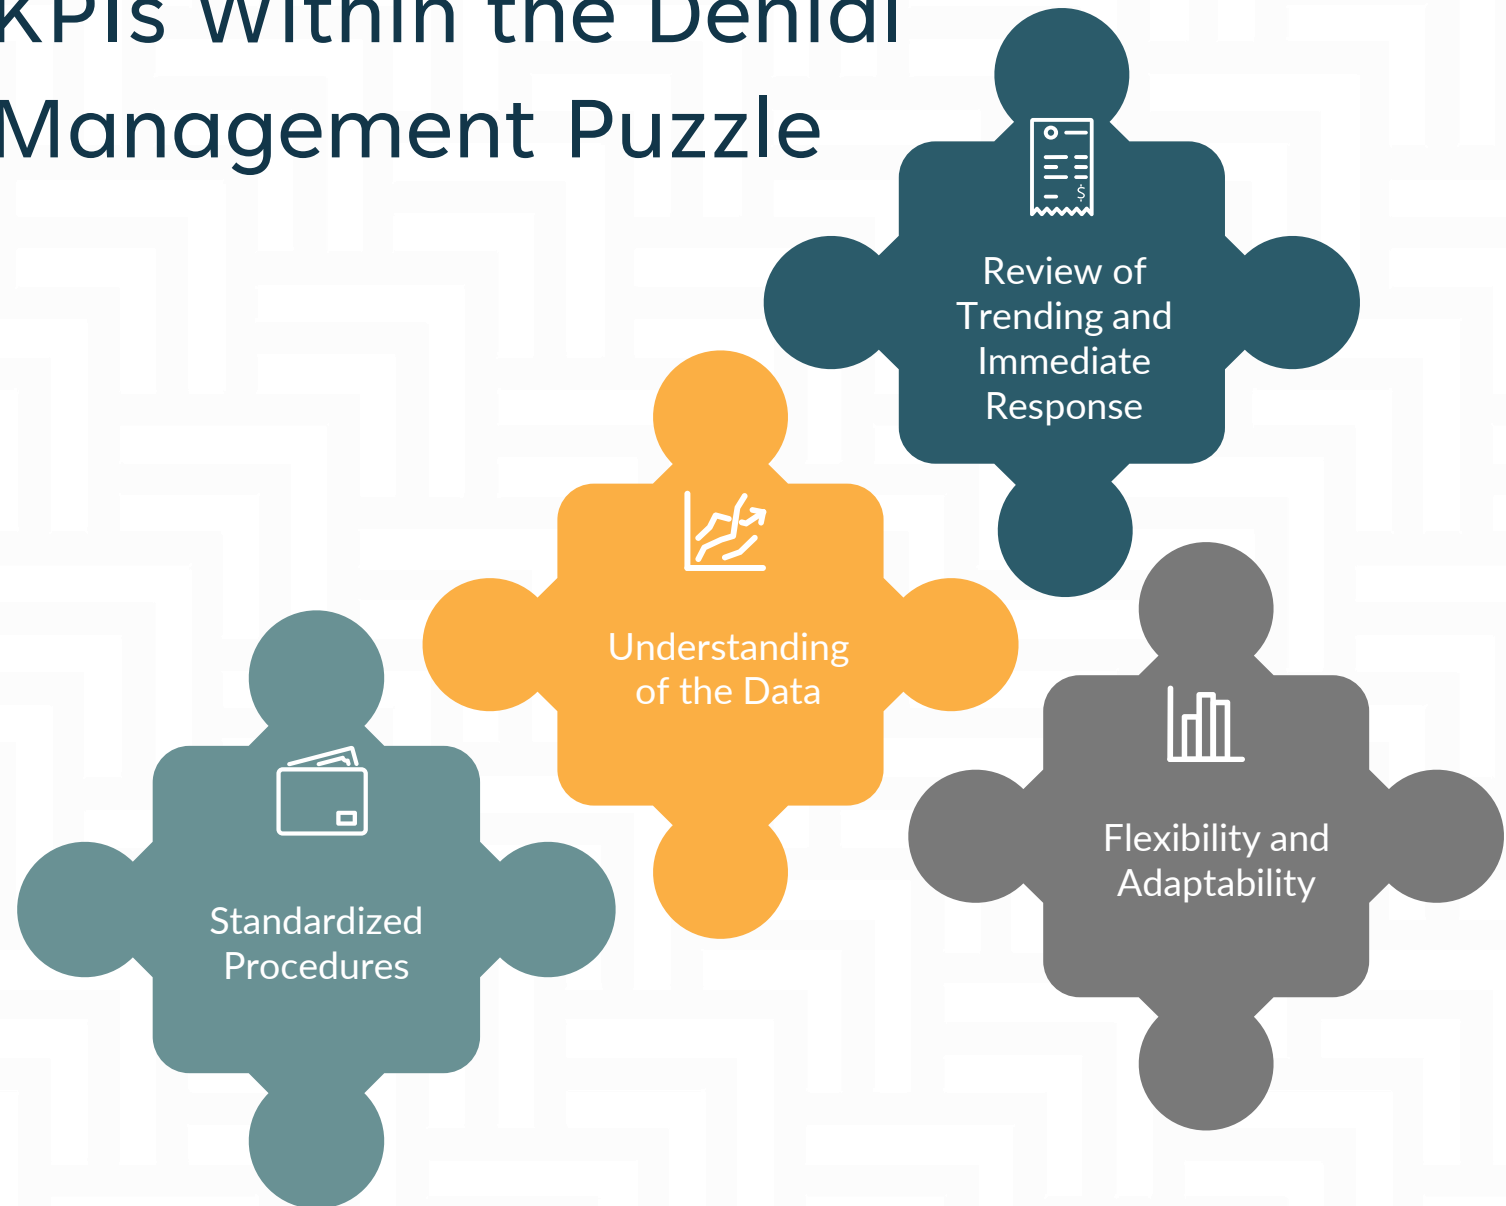 KPIs Within the Denial
Management Puzzle
$
Review of
Trending and
Immediate
Response
Understanding
of the Data
Standardized
Procedures
Flexibility and
Adaptability